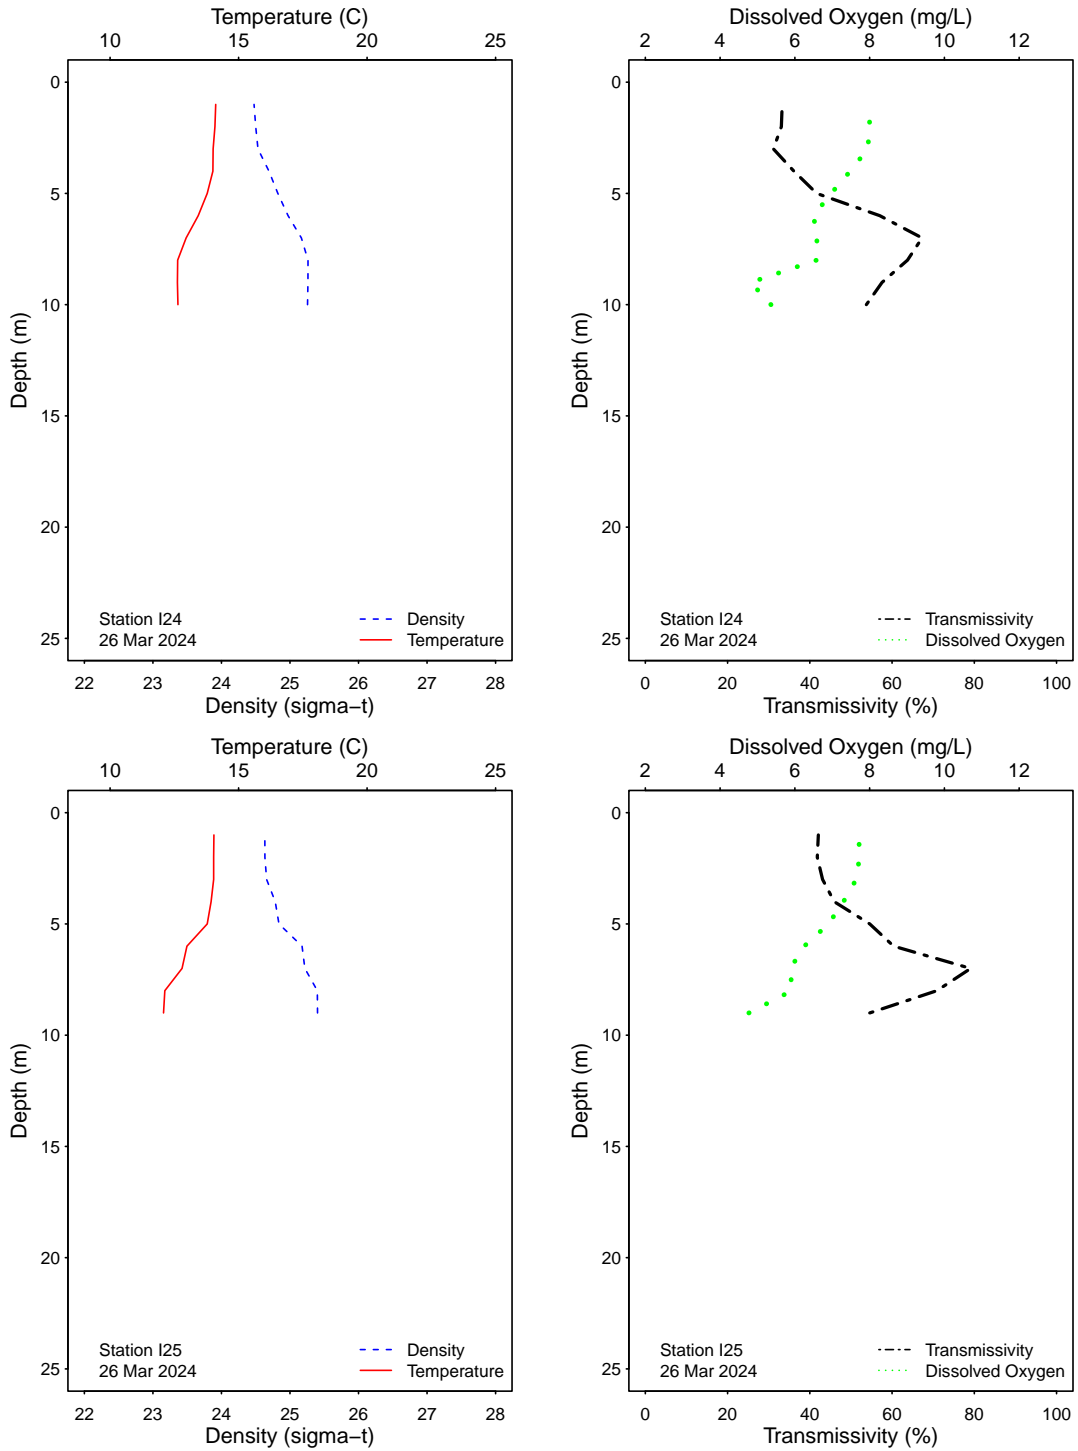 Temperature (C)
10 15 20 25
0
5
10
15
20
25
Depth (m)
Station I24
26 Mar 2024
Density
Temperature
22 23 24 25 26 27 28
Density (sigma−t)
Dissolved Oxygen (mg/L)
2 4 6 8 10 12
0
5
10
15
20
25
Depth (m)
Station I24
26 Mar 2024
Transmissivity
Dissolved Oxygen
0 20 40 60 80 100
Transmissivity (%)
Temperature (C)
10 15 20 25
0
5
10
15
20
25
Depth (m)
Station I25
26 Mar 2024
Density
Temperature
22 23 24 25 26 27 28
Density (sigma−t)
Dissolved Oxygen (mg/L)
2 4 6 8 10 12
0
5
10
15
20
25
Depth (m)
Station I25
26 Mar 2024
Transmissivity
Dissolved Oxygen
0 20 40 60 80 100
Transmissivity (%)